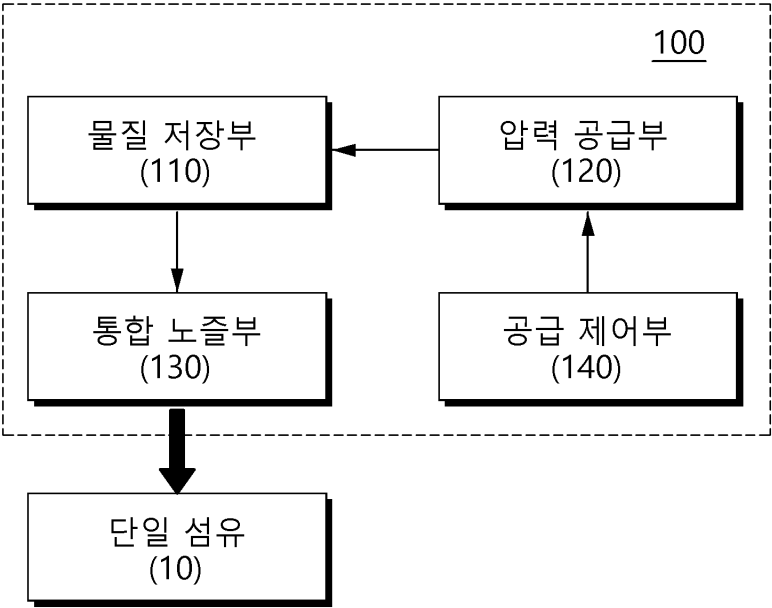 100
물질 저장부
(110)
압력 공급부
(120)
통합 노즐부
(130)
공급 제어부
(140)
단일 섬유
(10)